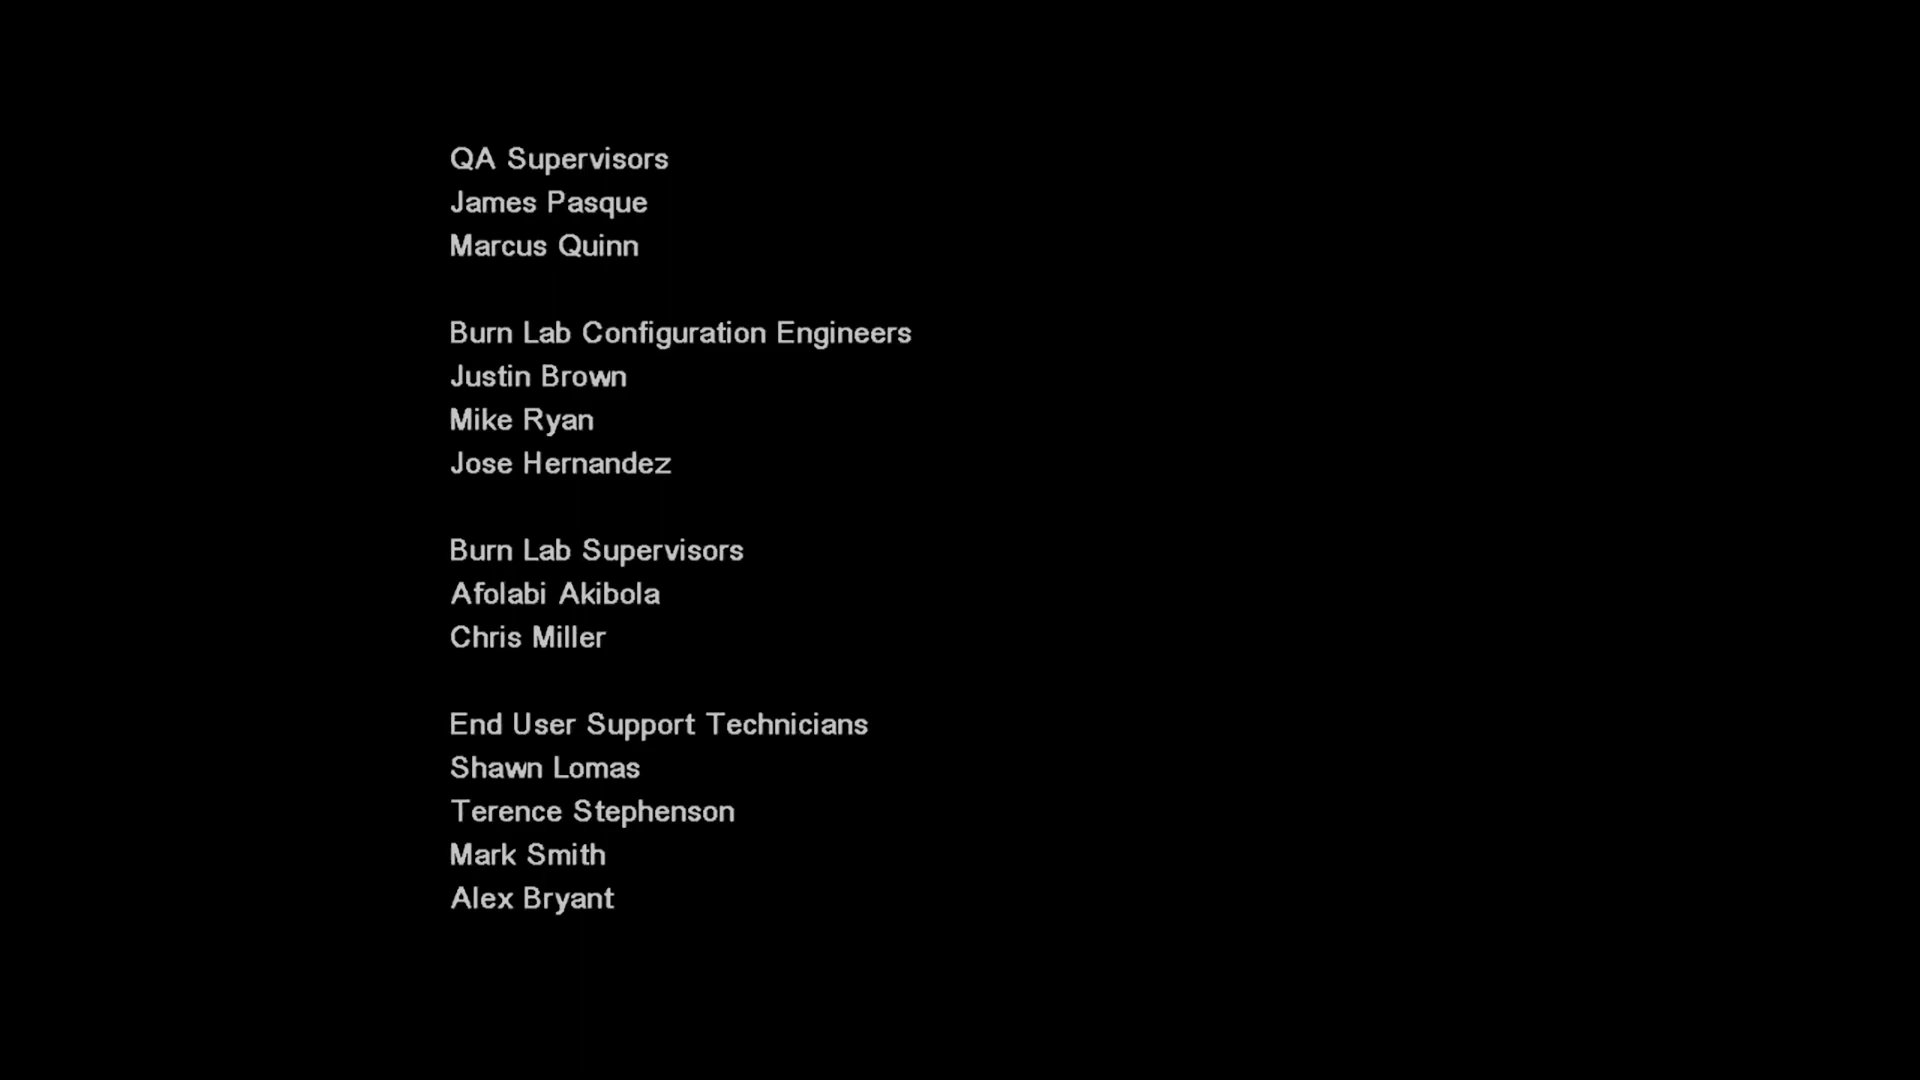 QA Supervisors
James Pasque
Marcus Quinn
Burn Lab Configuration Engineers
Justin Brown
Mike Ryan
Jose Hernandez
Burn Lab Supervisors
Afolabi Akibola
Chris Miller
End User Support Technicians
Shawn Lomas
Terence Stephenson
Mark Smith
Alex Bryant